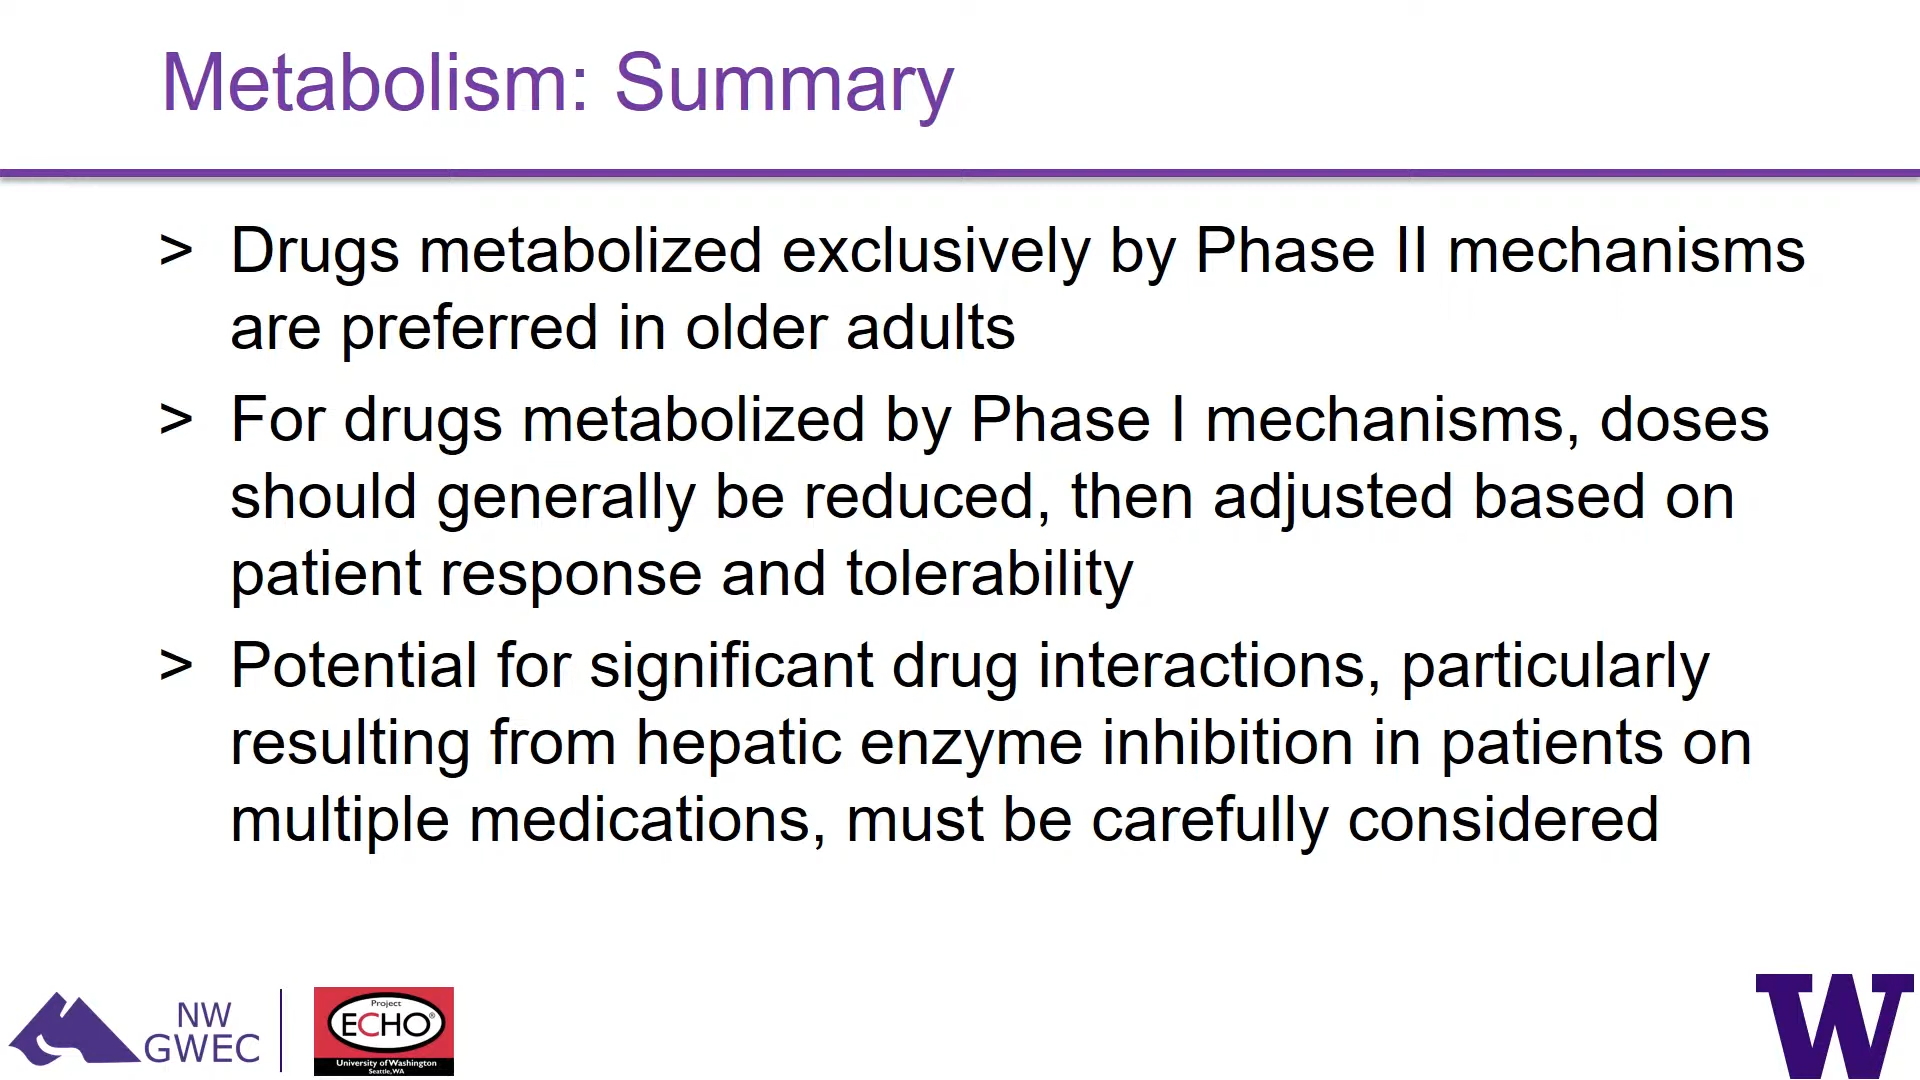 Metabolism: Summary
> Drugs metabolized exclusively by Phase II mechanisms
are preferred in older adults
> For drugs metabolized by Phase I mechanisms, doses
should generally be reduced, then adjusted based on
patient response and tolerability
> Potential for significant drug interactions, particularly
resulting from hepatic enzyme inhibition in patients on
multiple medications, must be carefully considered
NW
GWEC
Project
ECHO®
University of Washington
Seattle, WA
W